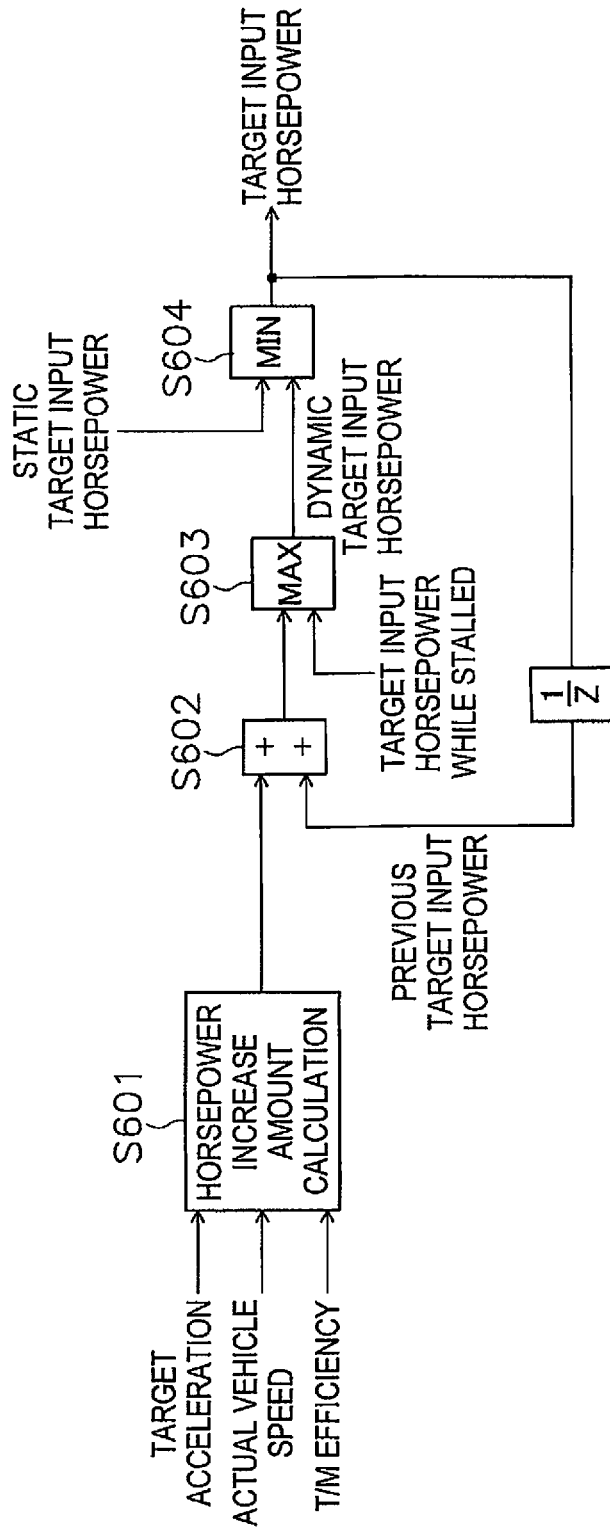 TARGET
ACCELERATION
ACTUAL VEHICLE
SPEED
T/M EFFICIENCY
S601
HORSEPOWER
INCREASE
AMOUNT
CALCULATION
PREVIOUS
TARGET INPUT
HORSEPOWER
S602
+
+
TARGET INPUT
HORSEPOWER
WHILE STALLED
S603
MAX
DYNAMIC
TARGET INPUT
HORSEPOWER
STATIC
TARGET INPUT
HORSEPOWER
S604
MIN
TARGET INPUT
HORSEPOWER
1
Z